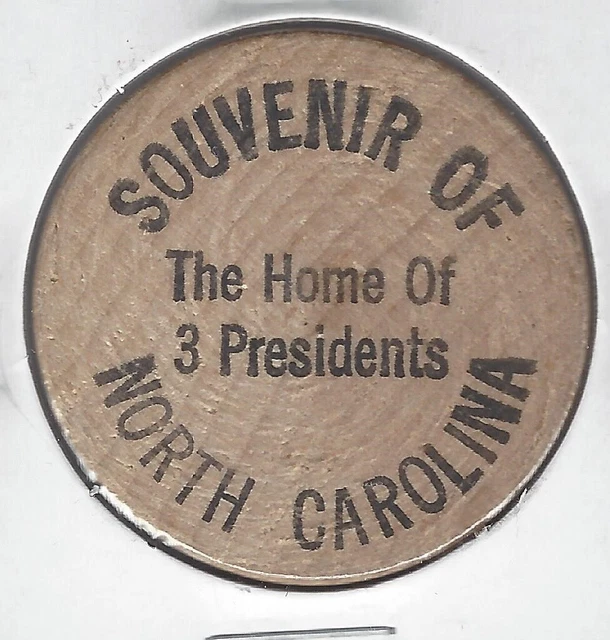 SOUVENIR OF
The Home Of
3 Presidents
NORTH CAROLINA